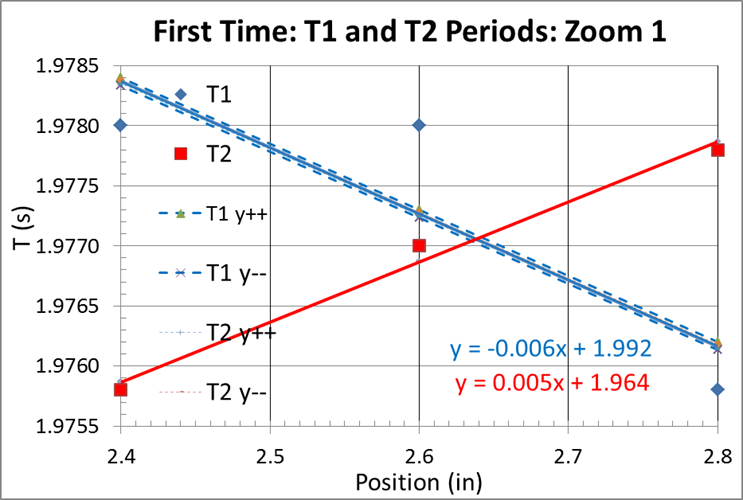 First Time: T1 and T2 Periods: Zoom 1
T (s)
1.9785
1.9780
1.9775
1.9770
1.9765
1.9760
1.9755
T1
T2
T1 y++
T1 y--
T2 y++
T2 y--
y = -0.006x + 1.992
y = 0.005x + 1.964
2.4 2.5 2.6 2.7 2.8
Position (in)